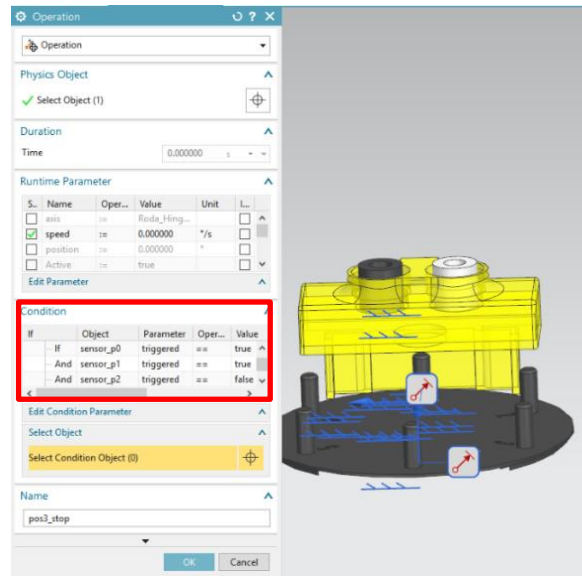 Operation
Operation
Physics Object
Select Object (1)
Duration
Time 0.000000 s
Runtime Parameter
S.. Name Oper... Value Unit I...
axis := Roda_Hing...
speed := 0.000000 °/s
position := 0.000000 °
Active := true
Edit Parameter
Condition
If Object Parameter Oper... Value
If sensor_p0 triggered == true
And sensor_p1 triggered == true
And sensor_p2 triggered == false
Edit Condition Parameter
Select Object
Select Condition Object (0)
Name
pos3_stop
OK Cancel